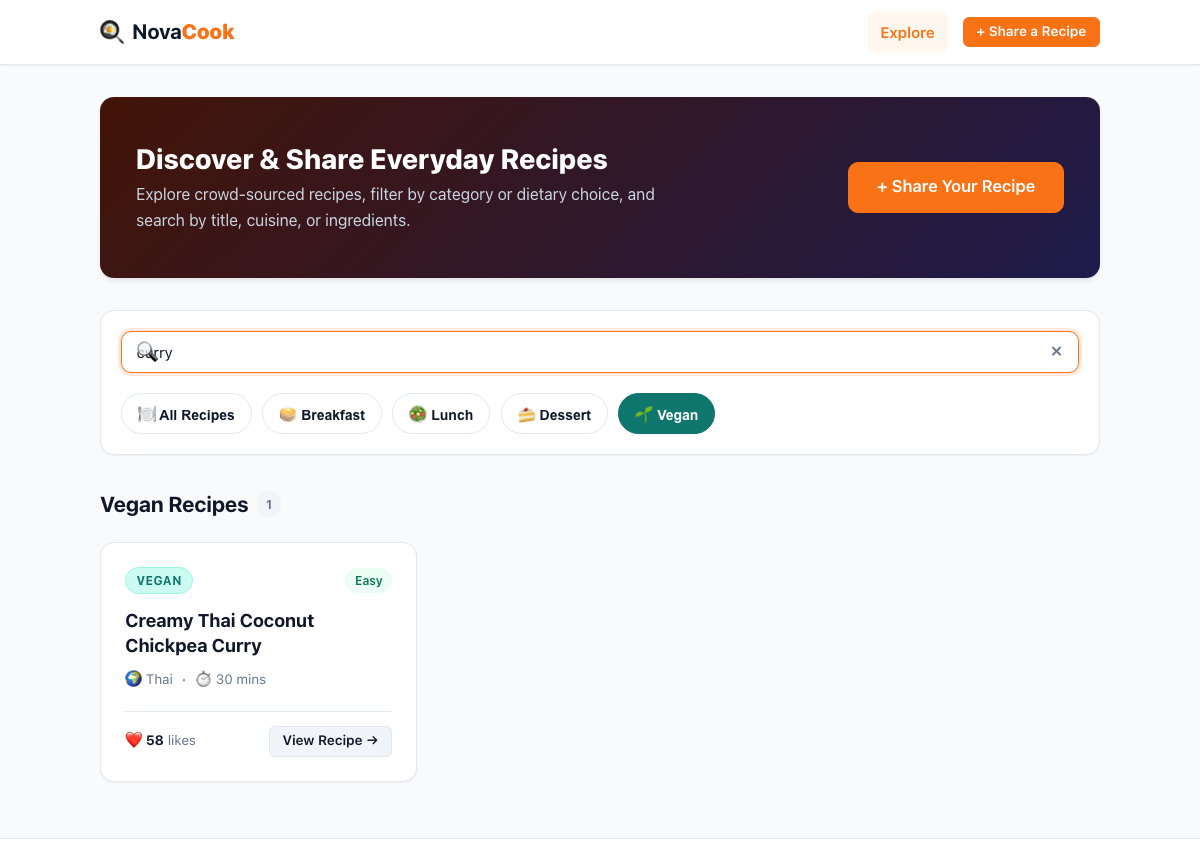 NovaCook
Explore
+ Share a Recipe
Discover & Share Everyday Recipes
Explore crowd-sourced recipes, filter by category or dietary choice, and
search by title, cuisine, or ingredients.
+ Share Your Recipe
curry
✕
All Recipes
Breakfast
Lunch
Dessert
Vegan
Vegan Recipes 1
VEGAN
Easy
Creamy Thai Coconut
Chickpea Curry
Thai • 30 mins
58 likes
View Recipe →